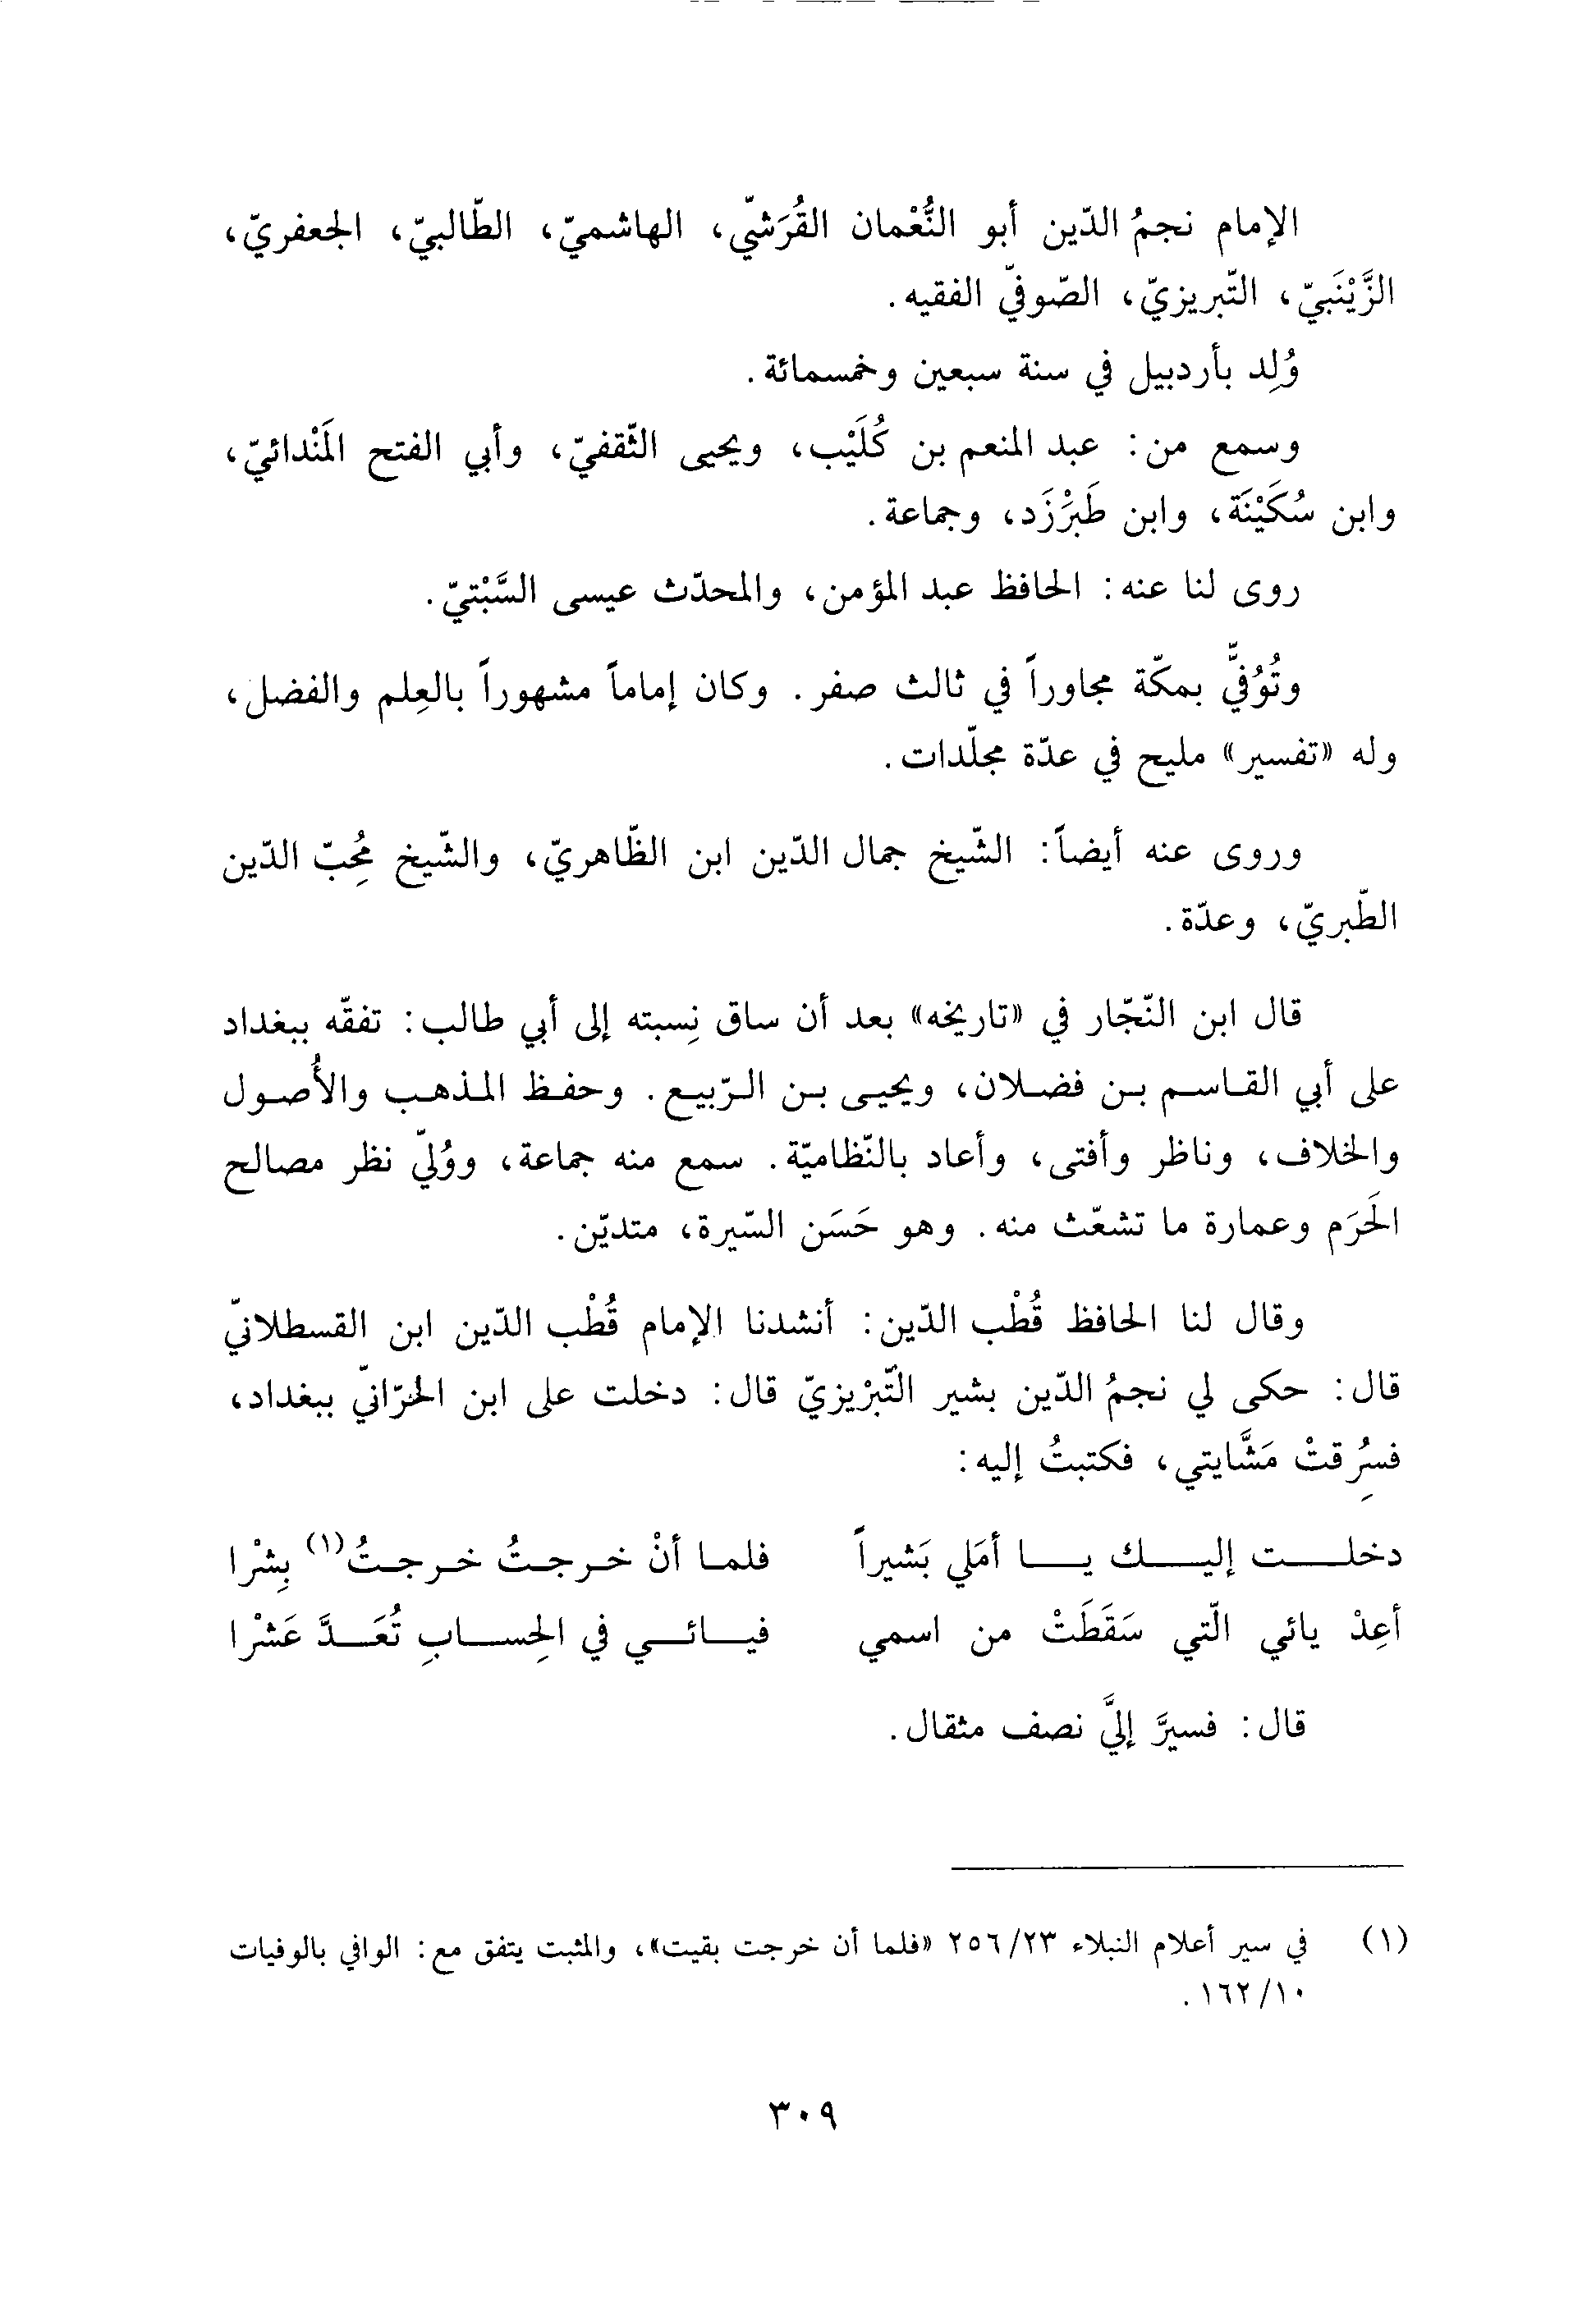 الإمام نجمُ الدّين أبو النُّعْمان القُرَشيّ، الهاشميّ، الطّالبيّ، الجعفريّ،
الزَّيْنَبيّ، التّبريزيّ، الصّوفيّ الفقيه.
وُلِد بأردبيل في سنة سبعين وخمسمائة.
وسمع من: عبد المنعم بن كُلَيْب، ويحيى الثّقفيّ، وأبي الفتح المَنْدائيّ،
وابن سُكَيْنَة، وابن طَبَرْزَد، وجماعة.
روى لنا عنه: الحافظ عبد المؤمن، والمحدّث عيسى السَّبْتيّ.
وتُوُفيّ بمكّة مجاوراً في ثالث صفر. وكان إماماً مشهوراً بالعِلم والفضل،
وله «تفسير» مليح في عدّة مجلّدات.
وروى عنه أيضاً: الشّيخ جمال الدّين ابن الظّاهريّ، والشّيخ مُحِبّ الدّين
الطّبريّ، وعدّة.
قال ابن النّجّار في «تاريخه» بعد أن ساق نِسبته إلى أبي طالب: تفقّه ببغداد
على أبي القاسم بن فضلان، ويحيى بن الرّبيع. وحفظ المذهب والأُصول
والخلاف، وناظر وأفتى، وأعاد بالنّظاميّة. سمع منه جماعة، ووُليّ نظر مصالح
الحَرَم وعمارة ما تشعّث منه. وهو حَسَن السّيرة، متديّن.
وقال لنا الحافظ قُطْب الدّين: أنشدنا الإمام قُطْب الدّين ابن القسطلانيّ
قال: حكى لي نجمُ الدّين بشير التّبْريزيّ قال: دخلت على ابن الحرّانيّ ببغداد،
فسُرِقتْ مَشَّايتي، فكتبتُ إليه:
دخلت إليك يا أمَلي بَشيراً فلما أنْ خرجتُ خرجتُ(١) بِشْرا
أعِدْ يائي الّتي سَقَطَتْ من اسمي فيائي في الحِسابِ تُعَدَّ عَشْرا
قال: فسيَّر إليَّ نصف مثقال.
(١) في سير أعلام النبلاء ٢٥٦/٢٣ «فلما أن خرجت بقيت»، والمثبت يتفق مع: الوافي بالوفيات
١٦٢/١٠.
٣٠٩